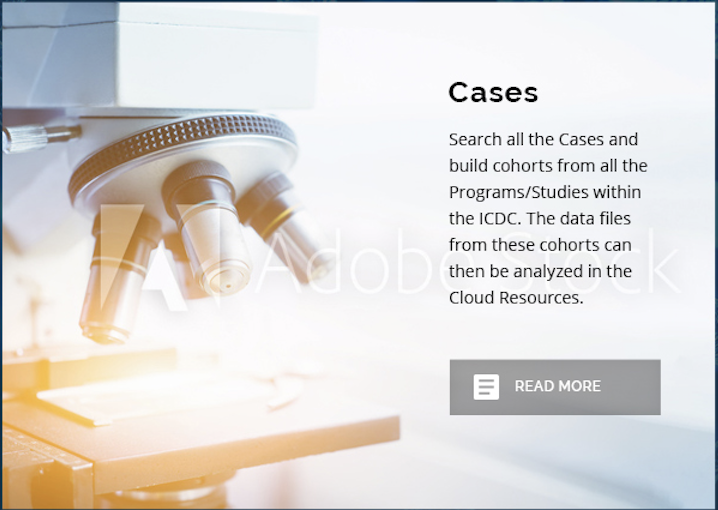 Cases
Search all the Cases and
build cohorts from all the
Programs/Studies within
the ICDC. The data files
from these cohorts can
then be analyzed in the
Cloud Resources.
Adobe Stock
READ MORE